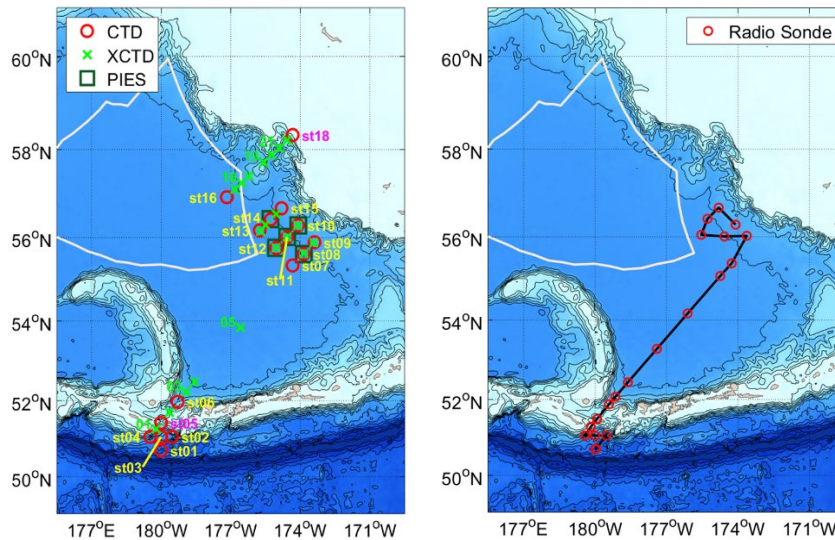 CTD
XCTD
PIES
60°N
58°N
56°N
54°N
52°N
50°N
177°E
180°W
177°W
174°W
171°W
st18
st16
st15
st14
st10
st13
st09
st12
st08
st07
st11
05
st06
st05
st04
st02
st03
st01
Radio Sonde
60°N
58°N
56°N
54°N
52°N
50°N
177°E
180°W
177°W
174°W
171°W